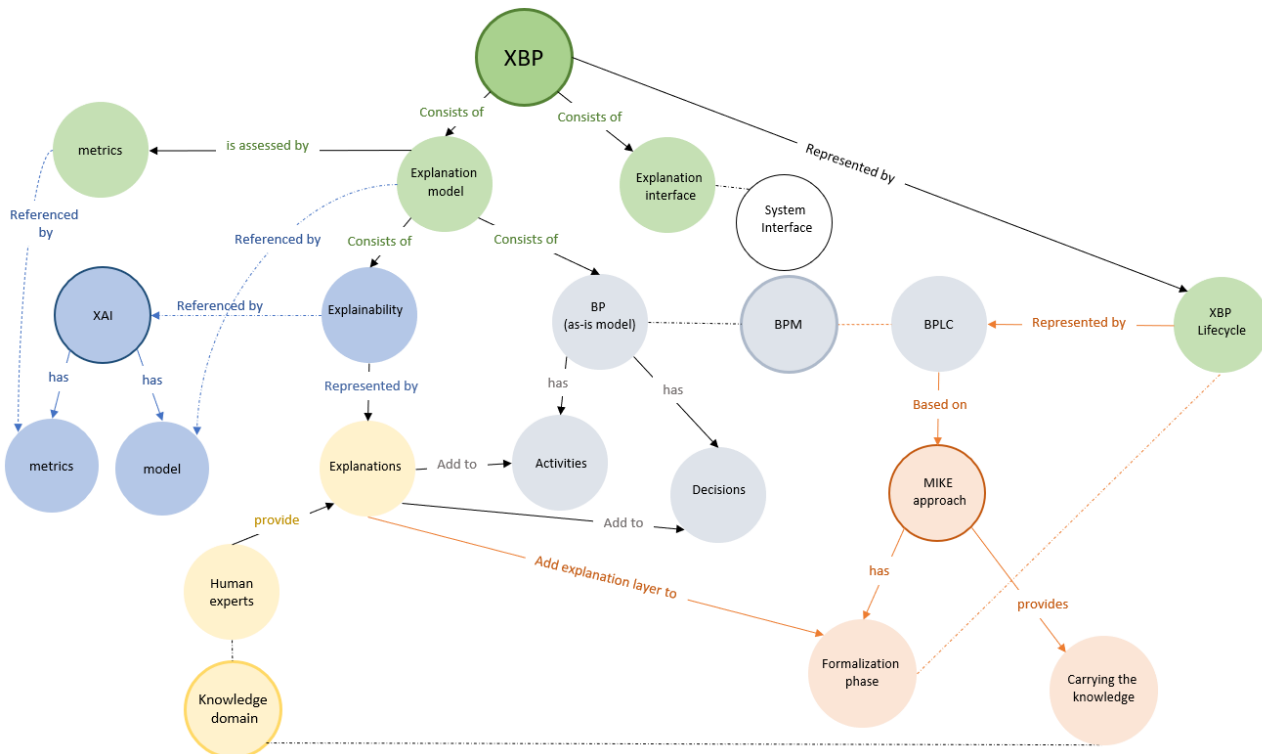 XBP
Consists of
Consists of
Represented by
metrics
is assessed by
Explanation
model
Explanation
interface
System
Interface
Referenced
by
Referenced by
Consists of
Consists of
XAI
Referenced by
Explainability
BP
(as-is model)
BPM
BPLC
Represented by
XBP
Lifecycle
has
has
Represented by
has
has
Based on
metrics
model
Explanations
Add to
Activities
Decisions
MIKE
approach
provide
Add to
Human
experts
Add explanation layer to
has
provides
Formalization
phase
Carrying the
knowledge
Knowledge
domain